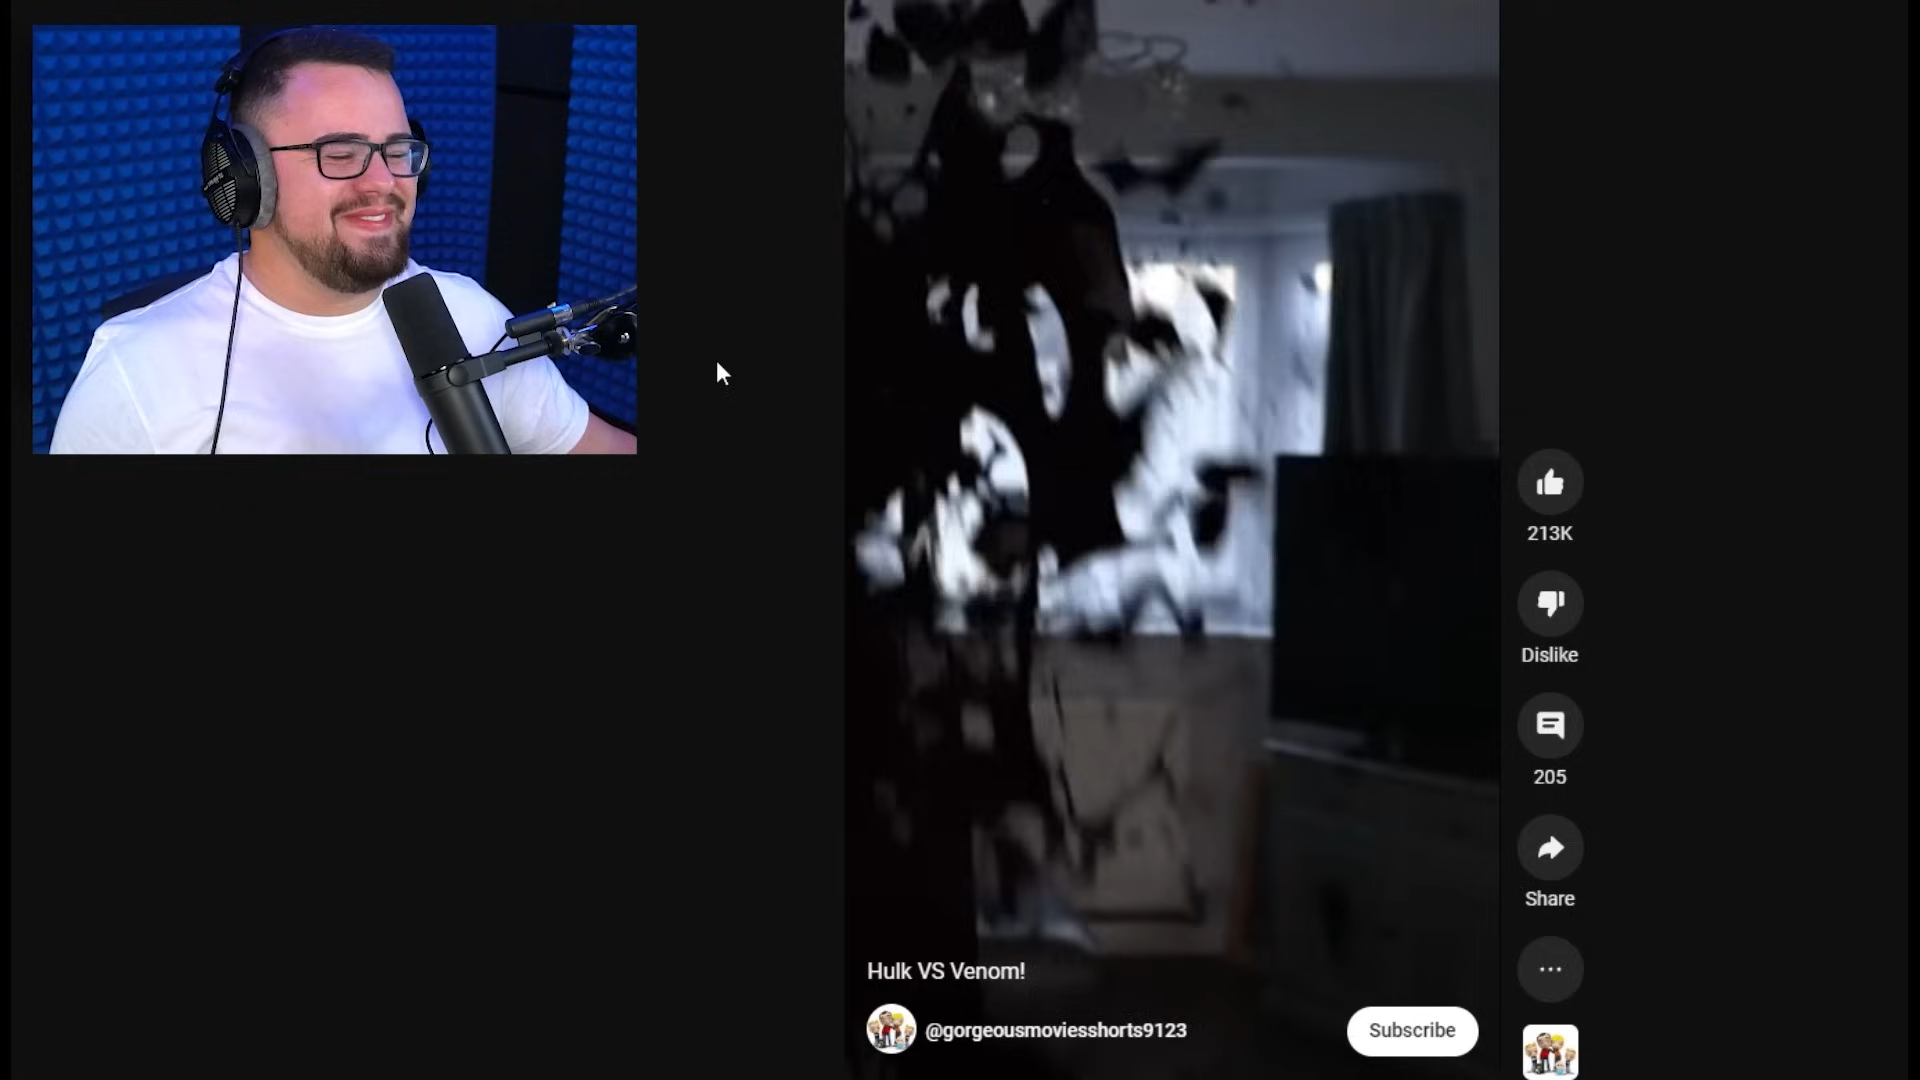 213K
Dislike
205
Share
Hulk VS Venom!
@gorgeousmoviesshorts9123
Subscribe